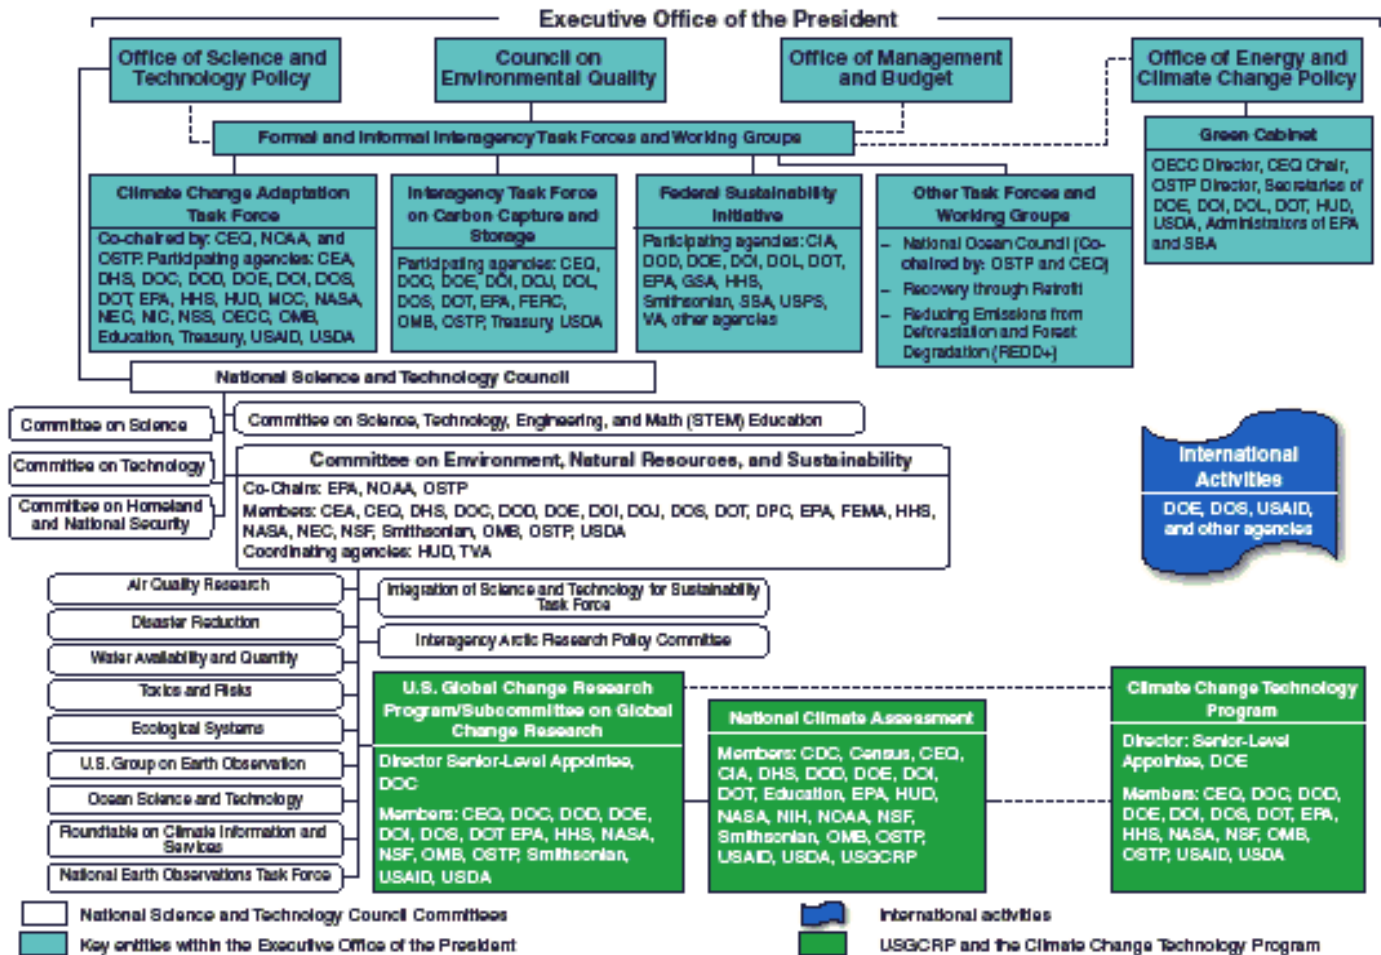 Executive Office of the President
Office of Science and
Technology Policy
Council on
Environmental Quality
Office of Management
and Budget
Office of Energy and
Climate Change Policy
Formal and Informal Interagency Task Forces and Working Groups
Green Cabinet
OECC Director, CEQ Chair,
OSTP Director, Secretaries of
DOE, DOI, DOL, DOT, HUD,
USDA, Administrators of EPA
and SBA
Climate Change Adaptation
Task Force
Co-chaired by: CEQ, NOAA, and
OSTP. Participating agencies: CEA,
DHS, DOC, DOD, DOE, DOI, DOS,
DOT, EPA, HHS, HUD, MCC, NASA,
NEC, NIC, NSS, OECC, OMB,
Education, Treasury, USAID, USDA
Interagency Task Force
on Carbon Capture and
Storage
Participating agencies: CEQ,
DOC, DOE, DOI, DOJ, DOL,
DOS, DOT, EPA, FERC,
OMB, OSTP, Treasury, USDA
Federal Sustainability
Initiative
Participating agencies: CIA,
DOD, DOE, DOI, DOL, DOT,
EPA, GSA, HHS,
Smithsonian, SSA, USPS,
VA, other agencies
Other Task Forces and
Working Groups
– National Ocean Council (Co-
chaired by: OSTP and CEQ)
– Recovery through Retrofit
– Reducing Emissions from
Deforestation and Forest
Degradation (REDD+)
National Science and Technology Council
Committee on Science
Committee on Science, Technology, Engineering, and Math (STEM) Education
Committee on Technology
Committee on Homeland
and National Security
Committee on Environment, Natural Resources, and Sustainability
Co-Chairs: EPA, NOAA, OSTP
Members: CEA, CEQ, DHS, DOC, DOD, DOE, DOI, DOJ, DOS, DOT, DPC, EPA, FEMA, HHS,
NASA, NEC, NSF, Smithsonian, OMB, OSTP, USDA
Coordinating agencies: HUD, TVA
International
Activities
DOE, DOS, USAID,
and other agencies
Air Quality Research
Disaster Reduction
Water Availability and Quantity
Toxics and Risks
Ecological Systems
U.S. Group on Earth Observation
Ocean Science and Technology
Roundtable on Climate Information and
Services
National Earth Observations Task Force
Integration of Science and Technology for Sustainability
Task Force
Interagency Arctic Research Policy Committee
U.S. Global Change Research
Program/Subcommittee on Global
Change Research
Director Senior-Level Appointee,
DOC
Members: CEQ, DOC, DOD, DOE,
DOI, DOS, DOT EPA, HHS, NASA,
NSF, OMB, OSTP, Smithsonian,
USAID, USDA
National Climate Assessment
Members: CDC, Census, CEQ,
CIA, DHS, DOD, DOE, DOI,
DOT, Education, EPA, HUD,
NASA, NIH, NOAA, NSF,
Smithsonian, OMB, OSTP,
USAID, USDA, USGCRP
Climate Change Technology
Program
Director: Senior-Level
Appointee, DOE
Members: CEQ, DOC, DOD,
DOE, DOI, DOS, DOT, EPA,
HHS, NASA, NSF, OMB,
OSTP, USAID, USDA
National Science and Technology Council Committees
Key entities within the Executive Office of the President
International activities
USGCRP and the Climate Change Technology Program